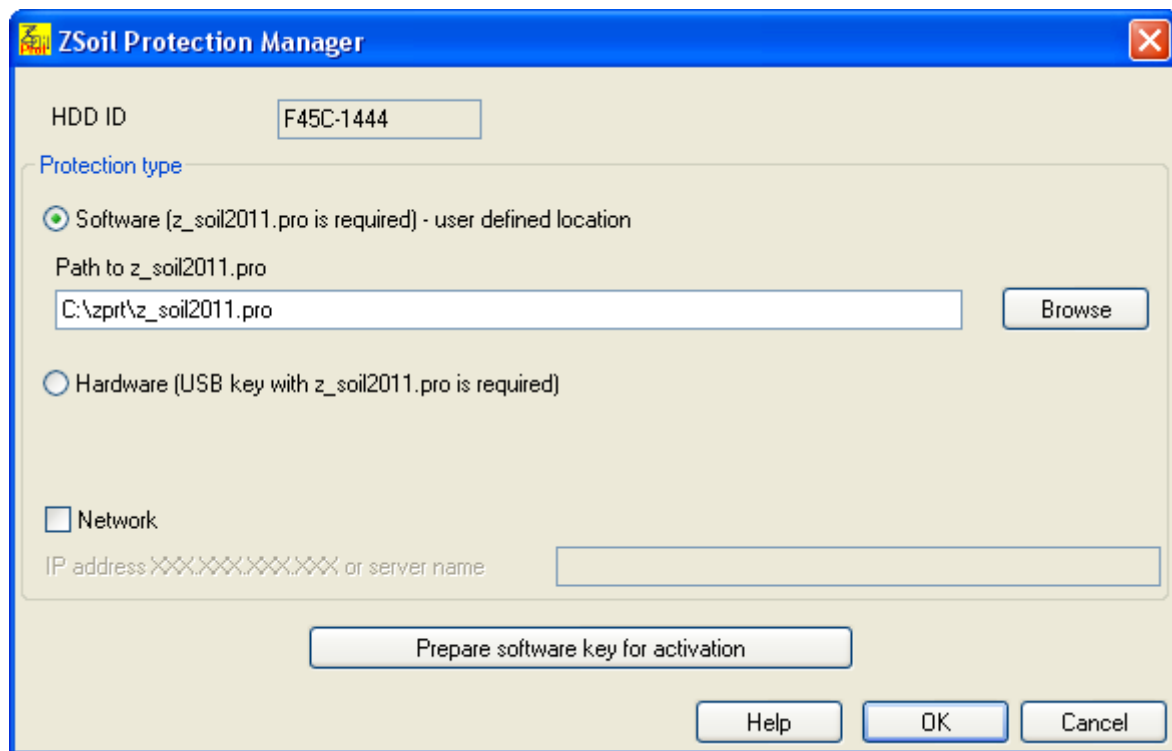 ZSoil Protection Manager
HDD ID F45C-1444
Protection type
Software (z_soil2011.pro is required) - user defined location
Path to z_soil2011.pro
C:\zprt\z_soil2011.pro Browse
Hardware (USB key with z_soil2011.pro is required)
Network
IP address XXX.XXX.XXX.XXX or server name
Prepare software key for activation
Help OK Cancel